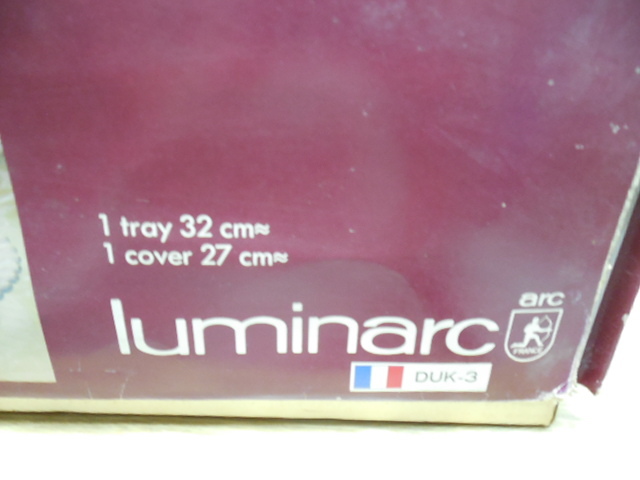 1 tray 32 cm≈
1 cover 27 cm≈
luminarc
arc
FRANCE
DUK-3